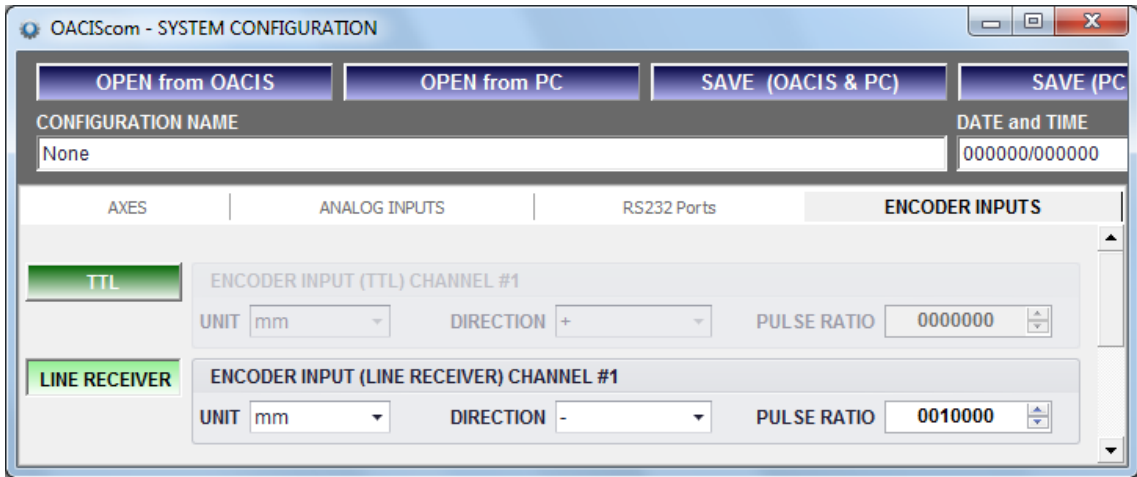 OACIScom - SYSTEM CONFIGURATION
OPEN from OACIS OPEN from PC SAVE (OACIS & PC) SAVE (PC
CONFIGURATION NAME DATE and TIME
None 000000/000000
AXES ANALOG INPUTS RS232 Ports ENCODER INPUTS
TTL ENCODER INPUT (TTL) CHANNEL #1
UNIT mm DIRECTION + PULSE RATIO 0000000
LINE RECEIVER ENCODER INPUT (LINE RECEIVER) CHANNEL #1
UNIT mm DIRECTION - PULSE RATIO 0010000